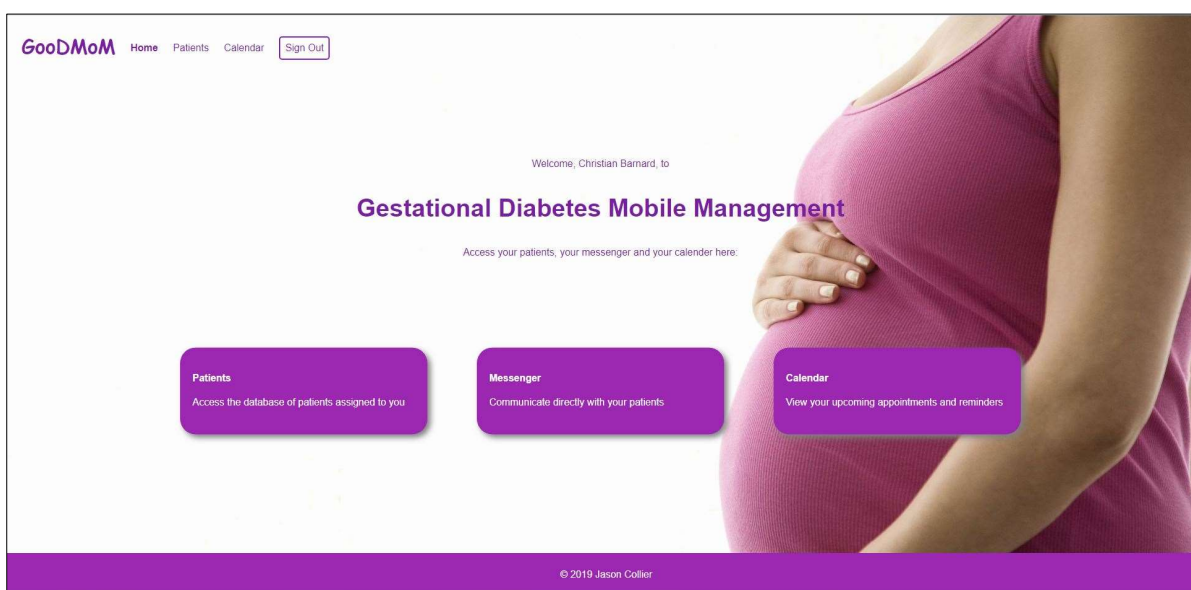 GooDMoM Home Patients Calendar Sign Out
Welcome, Christian Barnard, to
Gestational Diabetes Mobile Management
Access your patients, your messenger and your calender here:
Patients
Access the database of patients assigned to you
Messenger
Communicate directly with your patients
Calendar
View your upcoming appointments and reminders
© 2019 Jason Collier